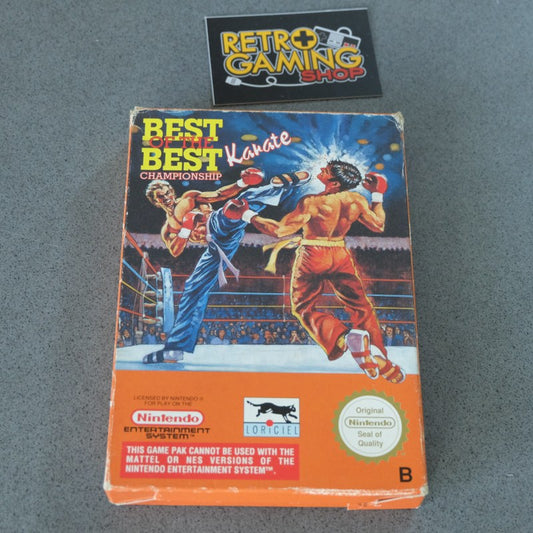 RETRO
GAMING
SHOP
BEST
OF THE
BEST Karate
CHAMPIONSHIP
LICENSED BY NINTENDO ®
FOR PLAY ON THE
Nintendo
ENTERTAINMENT
SYSTEM™
LORICIEL
Original
Nintendo
Seal of
Quality
THIS GAME PAK CANNOT BE USED WITH THE
MATTEL OR NES VERSIONS OF THE
NINTENDO ENTERTAINMENT SYSTEM™.
B